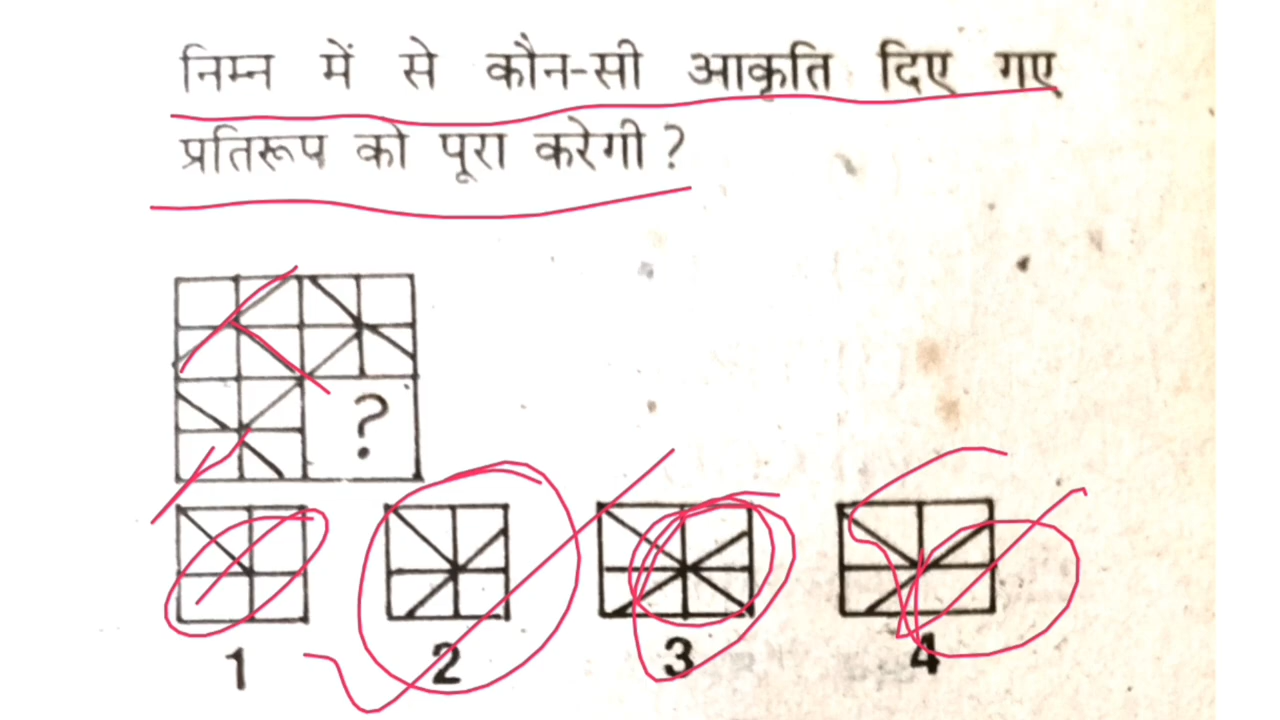 निम्न में से कौन-सी आकृति दिए गए
प्रतिरूप को पूरा करेगी ?
?
1 2 3 4